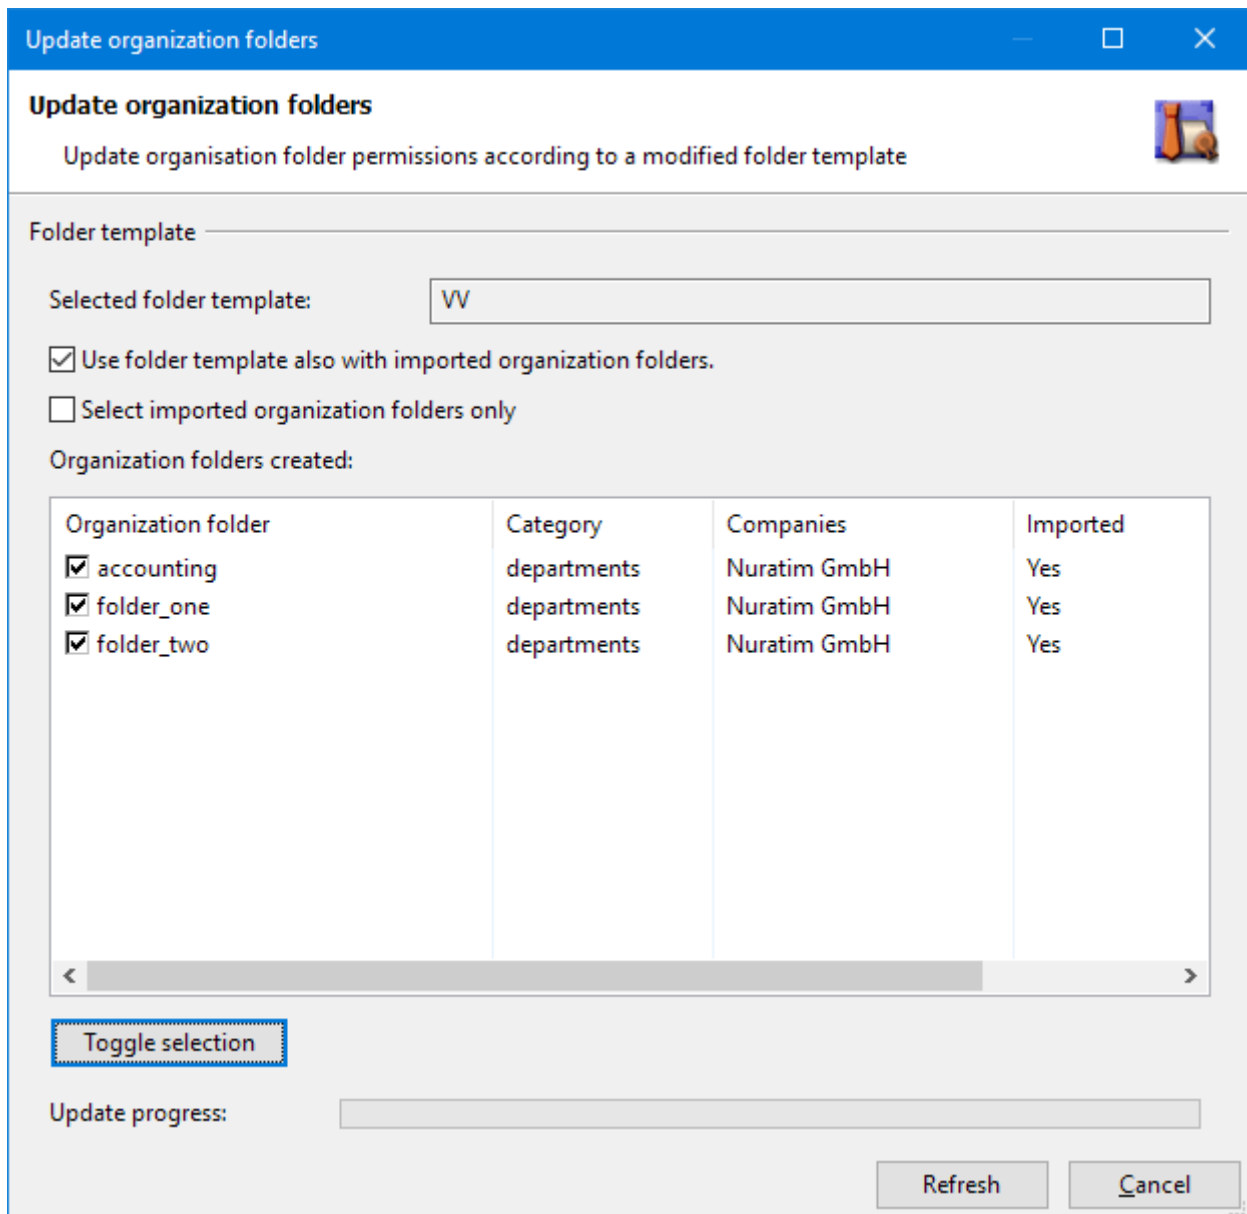 Update organization folders
Update organization folders
Update organisation folder permissions according to a modified folder template
Folder template
Selected folder template: VV
Use folder template also with imported organization folders.
Select imported organization folders only
Organization folders created:
Organization folder Category Companies Imported
accounting departments Nuratim GmbH Yes
folder_one departments Nuratim GmbH Yes
folder_two departments Nuratim GmbH Yes
Toggle selection
Update progress:
Refresh Cancel